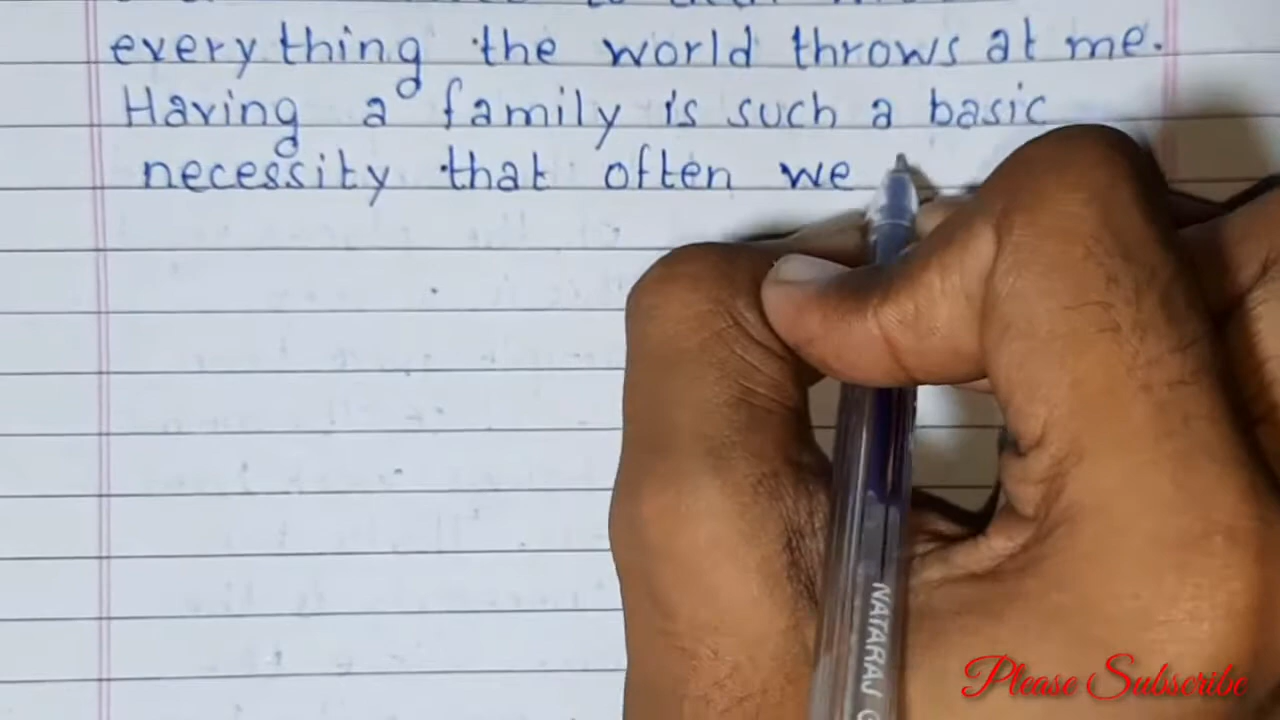 everything the world throws at me.
Having a family is such a basic
necessity that often we
NATARAJ
Please Subscribe